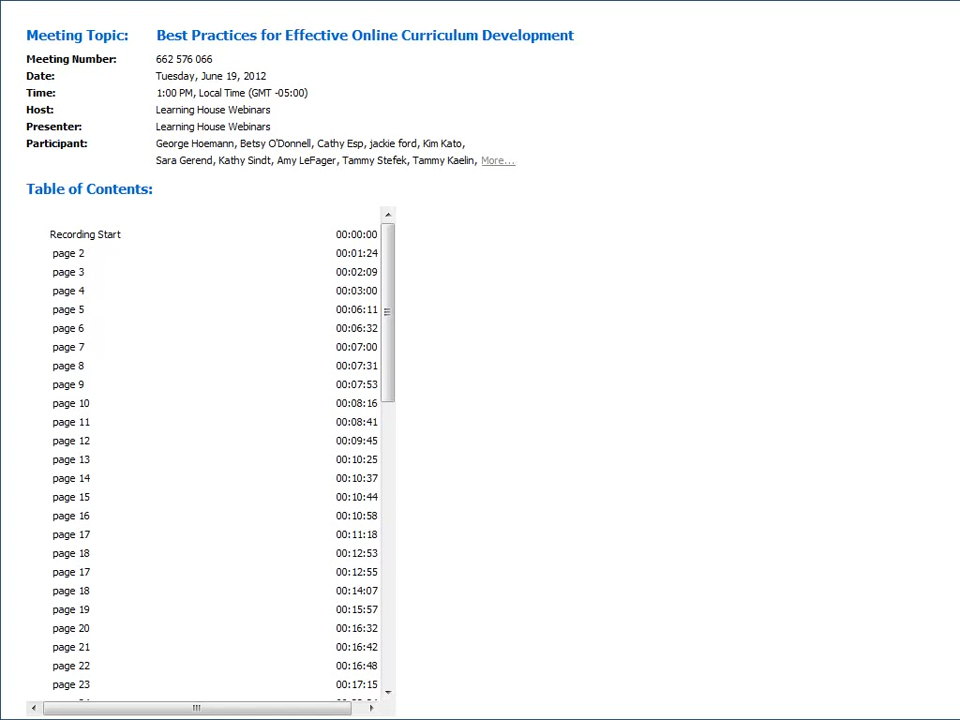 Meeting Topic: Best Practices for Effective Online Curriculum Development
Meeting Number: 662 576 066
Date: Tuesday, June 19, 2012
Time: 1:00 PM, Local Time (GMT -05:00)
Host: Learning House Webinars
Presenter: Learning House Webinars
Participant: George Hoemann, Betsy O'Donnell, Cathy Esp, jackie ford, Kim Kato,
Sara Gerend, Kathy Sindt, Amy LeFager, Tammy Stefek, Tammy Kaelin, More...
Table of Contents:
Recording Start 00:00:00
page 2 00:01:24
page 3 00:02:09
page 4 00:03:00
page 5 00:06:11
page 6 00:06:32
page 7 00:07:00
page 8 00:07:31
page 9 00:07:53
page 10 00:08:16
page 11 00:08:41
page 12 00:09:45
page 13 00:10:25
page 14 00:10:37
page 15 00:10:44
page 16 00:10:58
page 17 00:11:18
page 18 00:12:53
page 17 00:12:55
page 18 00:14:07
page 19 00:15:57
page 20 00:16:32
page 21 00:16:42
page 22 00:16:48
page 23 00:17:15